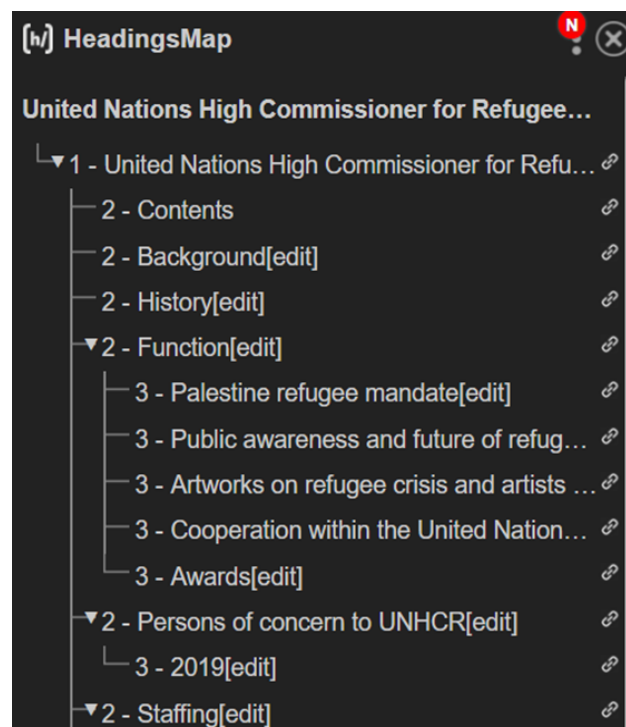 [h/] HeadingsMap
N
United Nations High Commissioner for Refugee...
1 - United Nations High Commissioner for Refu...
2 - Contents
2 - Background[edit]
2 - History[edit]
2 - Function[edit]
3 - Palestine refugee mandate[edit]
3 - Public awareness and future of refug...
3 - Artworks on refugee crisis and artists ...
3 - Cooperation within the United Nation...
3 - Awards[edit]
2 - Persons of concern to UNHCR[edit]
3 - 2019[edit]
2 - Staffing[edit]